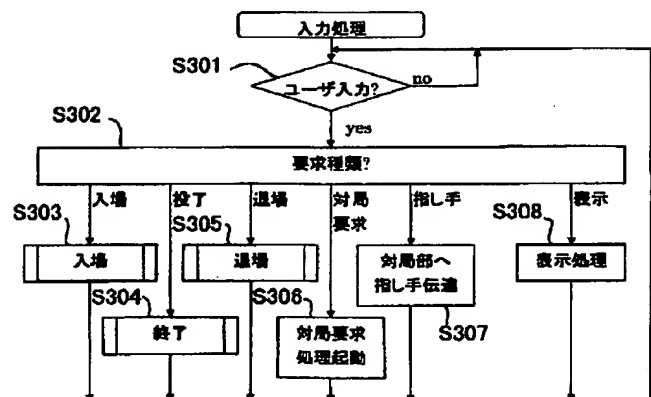 入力処理
S301
ユーザ入力?
no
yes
S302
要求種類?
入場
投了
退場
対局
要求
指し手
表示
S303
入場
S304
終了
S305
退場
S306
対局要求
処理起動
対局部へ
指し手伝達
S307
S308
表示処理